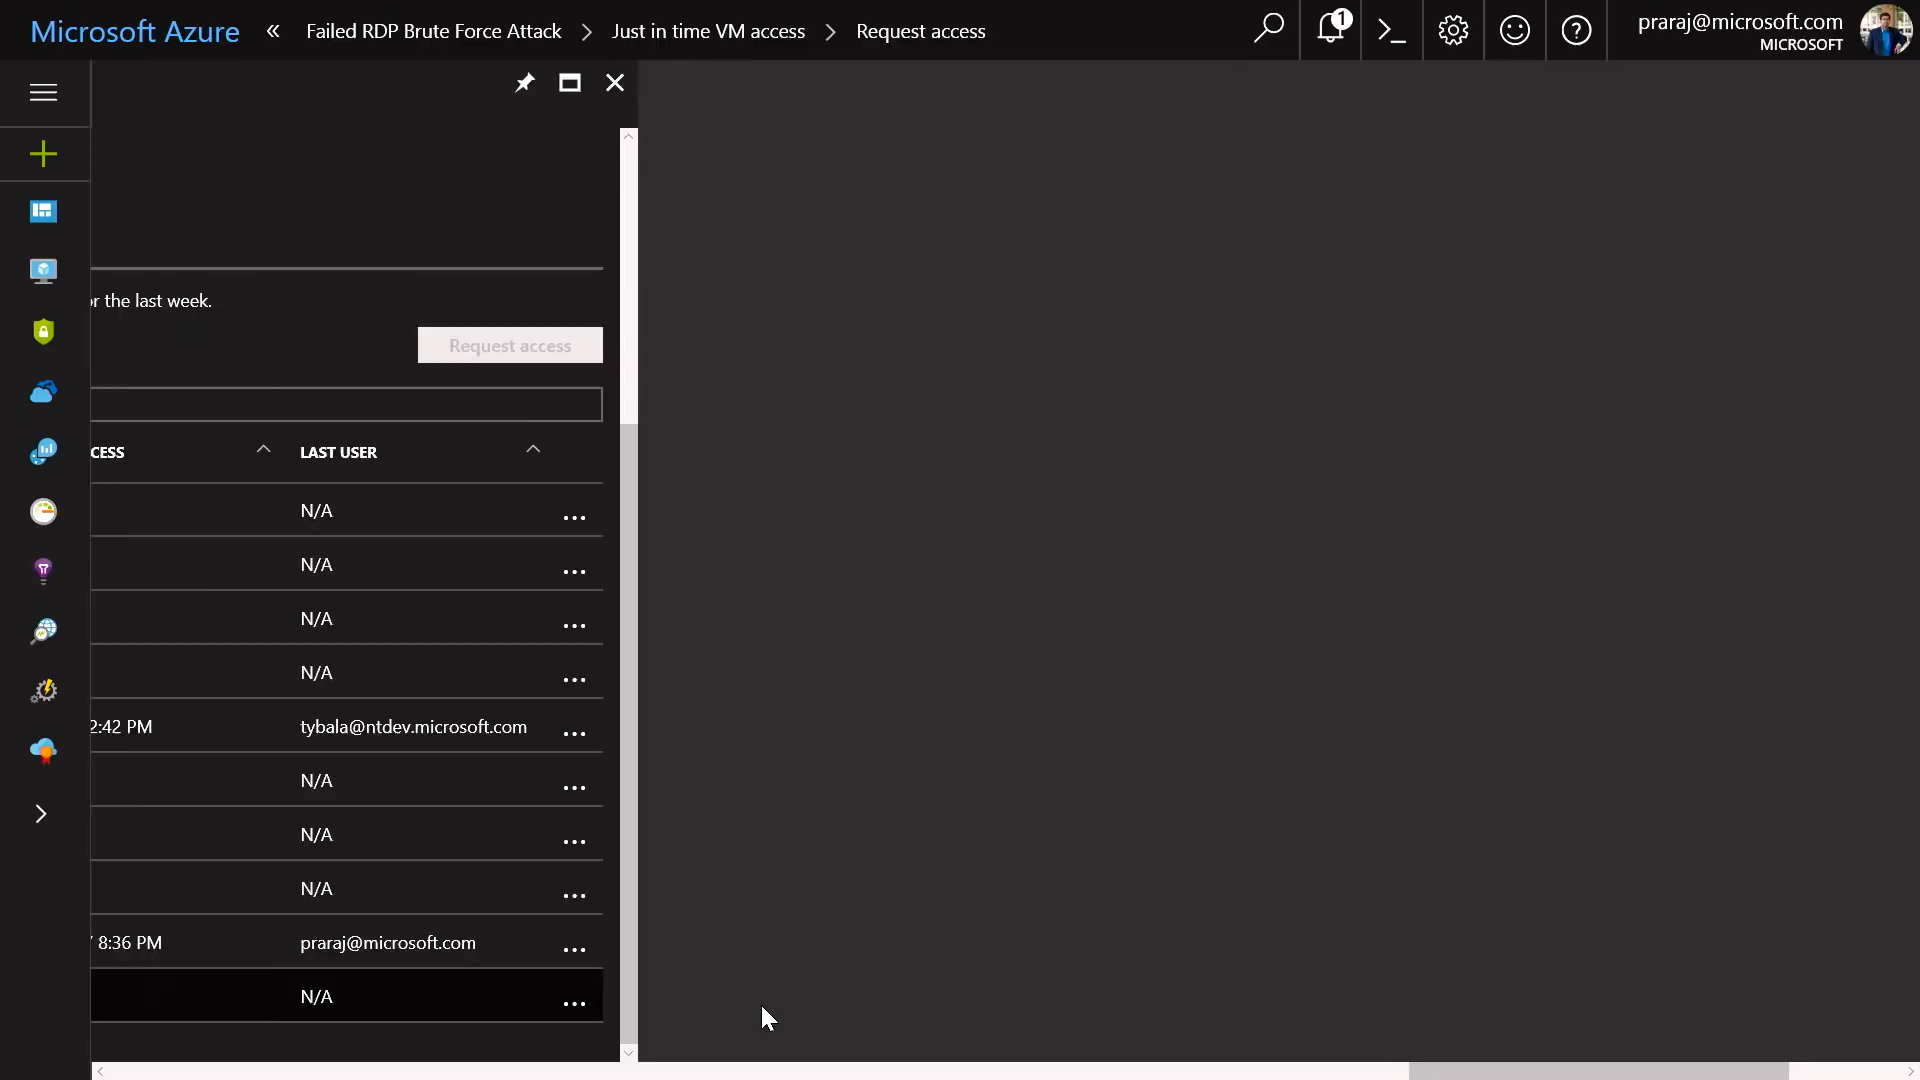 Microsoft Azure « Failed RDP Brute Force Attack > Just in time VM access > Request access 1 praraj@microsoft.com
MICROSOFT
or the last week.
Request access
CESS LAST USER
N/A ...
N/A ...
N/A ...
N/A ...
2:42 PM tybala@ntdev.microsoft.com ...
N/A ...
N/A ...
N/A ...
8:36 PM praraj@microsoft.com ...
N/A ...